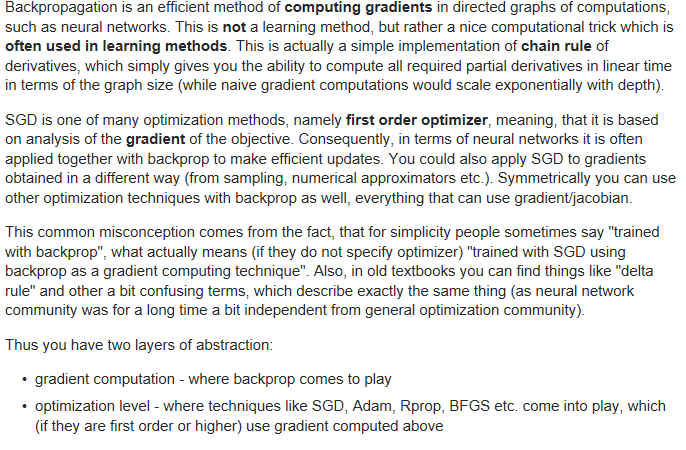 Backpropagation is an efficient method of computing gradients in directed graphs of computations,
such as neural networks. This is not a learning method, but rather a nice computational trick which is
often used in learning methods. This is actually a simple implementation of chain rule of
derivatives, which simply gives you the ability to compute all required partial derivatives in linear time
in terms of the graph size (while naive gradient computations would scale exponentially with depth).
SGD is one of many optimization methods, namely first order optimizer, meaning, that it is based
on analysis of the gradient of the objective. Consequently, in terms of neural networks it is often
applied together with backprop to make efficient updates. You could also apply SGD to gradients
obtained in a different way (from sampling, numerical approximators etc.). Symmetrically you can use
other optimization techniques with backprop as well, everything that can use gradient/jacobian.
This common misconception comes from the fact, that for simplicity people sometimes say "trained
with backprop", what actually means (if they do not specify optimizer) "trained with SGD using
backprop as a gradient computing technique". Also, in old textbooks you can find things like "delta
rule" and other a bit confusing terms, which describe exactly the same thing (as neural network
community was for a long time a bit independent from general optimization community).
Thus you have two layers of abstraction:
• gradient computation - where backprop comes to play
• optimization level - where techniques like SGD, Adam, Rprop, BFGS etc. come into play, which
(if they are first order or higher) use gradient computed above